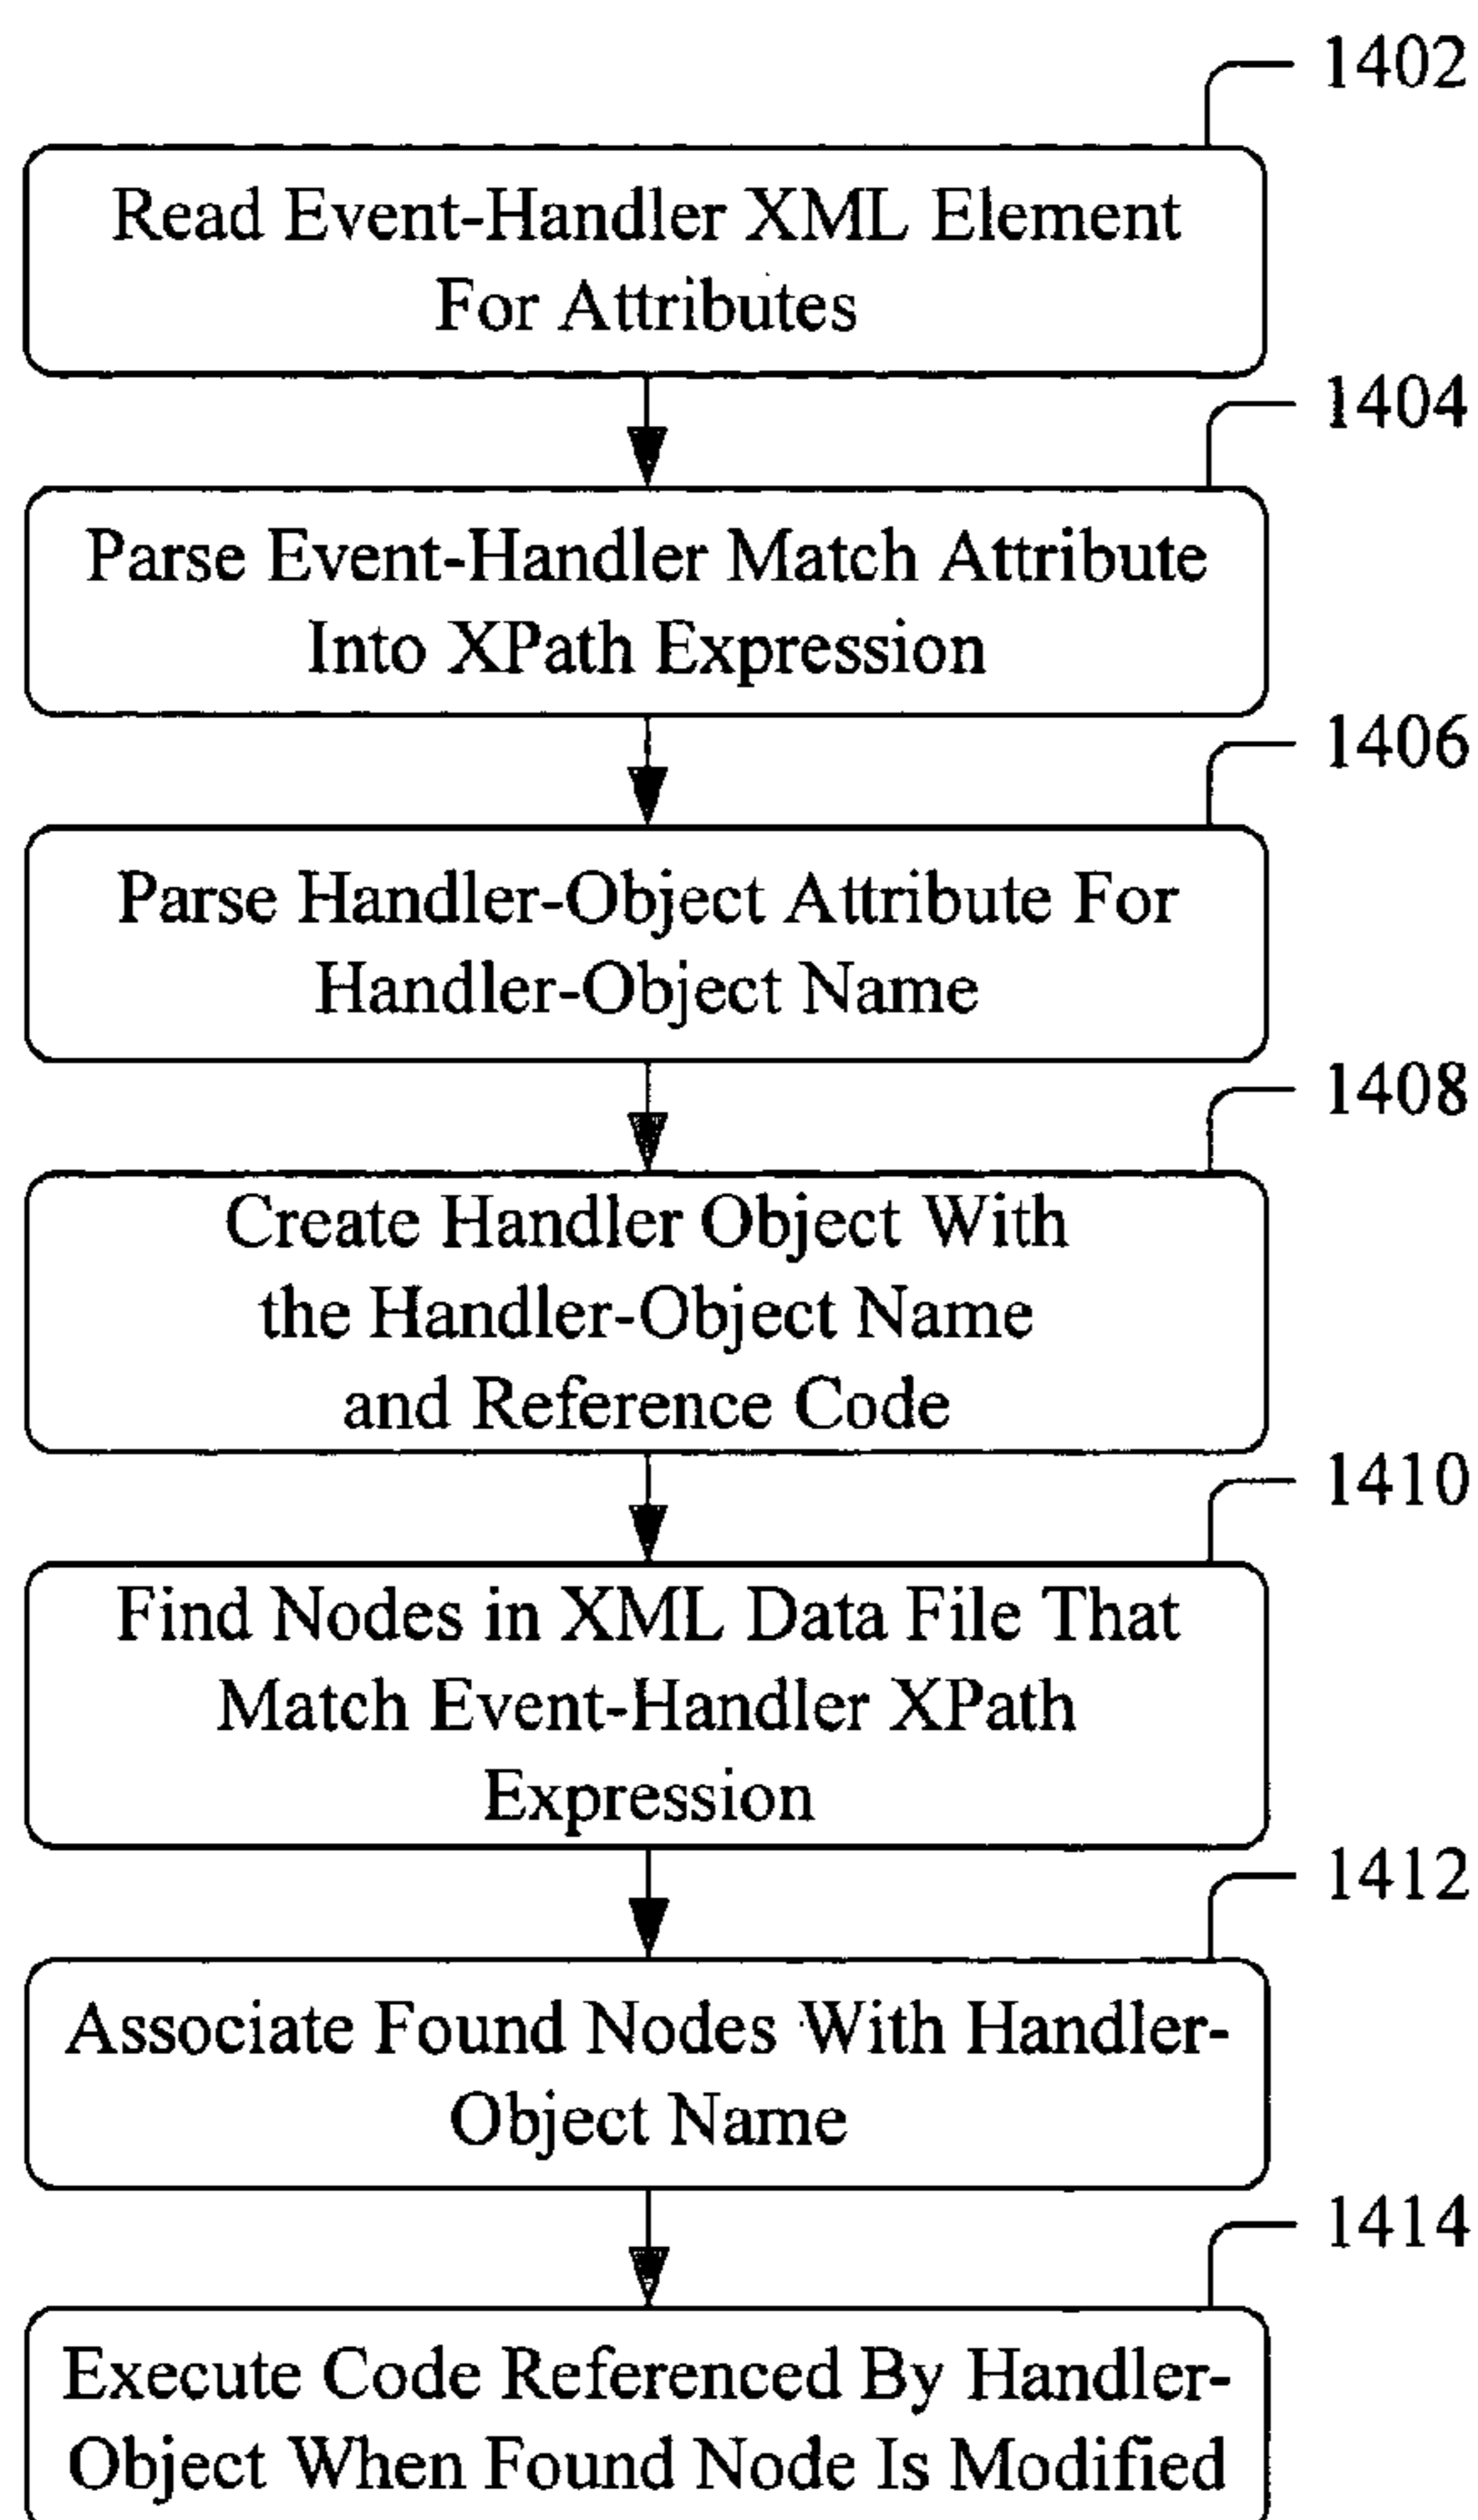 1402
Read Event-Handler XML Element
For Attributes
1404
Parse Event-Handler Match Attribute
Into XPath Expression
1406
Parse Handler-Object Attribute For
Handler-Object Name
1408
Create Handler Object With
the Handler-Object Name
and Reference Code
1410
Find Nodes in XML Data File That
Match Event-Handler XPath
Expression
1412
Associate Found Nodes With Handler-
Object Name
1414
Execute Code Referenced By Handler-
Object When Found Node Is Modified